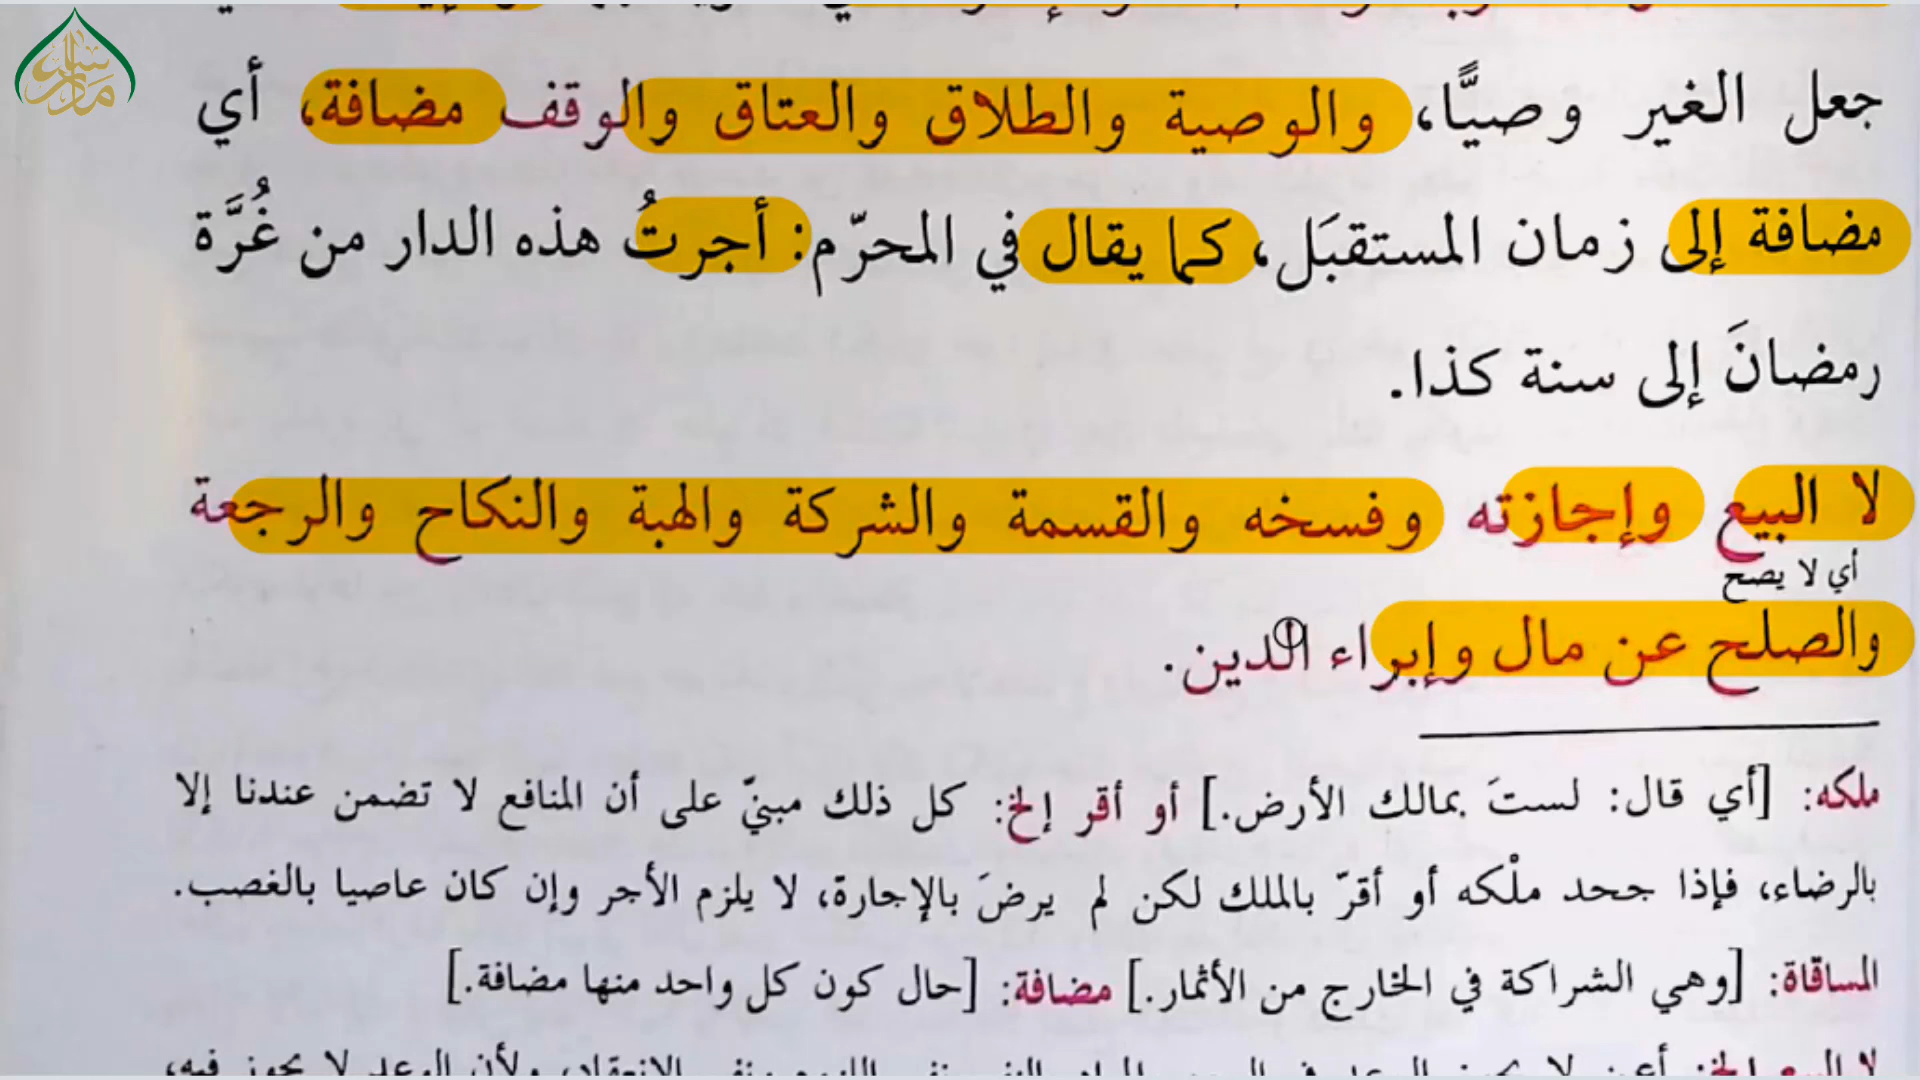 جعل الغير وصيًّا، والوصية والطلاق والعتاق والوقف مضافة، أي
مضافة إلى زمان المستقبَل، كما يقال في المحرّم: أجرتُ هذه الدار من غُرَّة
رمضانَ إلى سنة كذا.
لا البيع وإجازته وفسخه والقسمة والشركة والهبة والنكاح والرجعة
أي لا يصح
والصلح عن مال وإبراء الدين.
ملكه: [أي قال: لستَ بمالك الأرض.] أو أقر إلخ: كل ذلك مبنيّ على أن المنافع لا تضمن عندنا إلا
بالرضاء، فإذا جحد ملْكه أو أقرّ بالملك لكن لم يرضَ بالإجارة، لا يلزم الأجر وإن كان عاصيا بالغصب.
المساقاة: [وهي الشراكة في الخارج من الأثمار.] مضافة: [حال كون كل واحد منها مضافة.]
لا البيع إلخ: